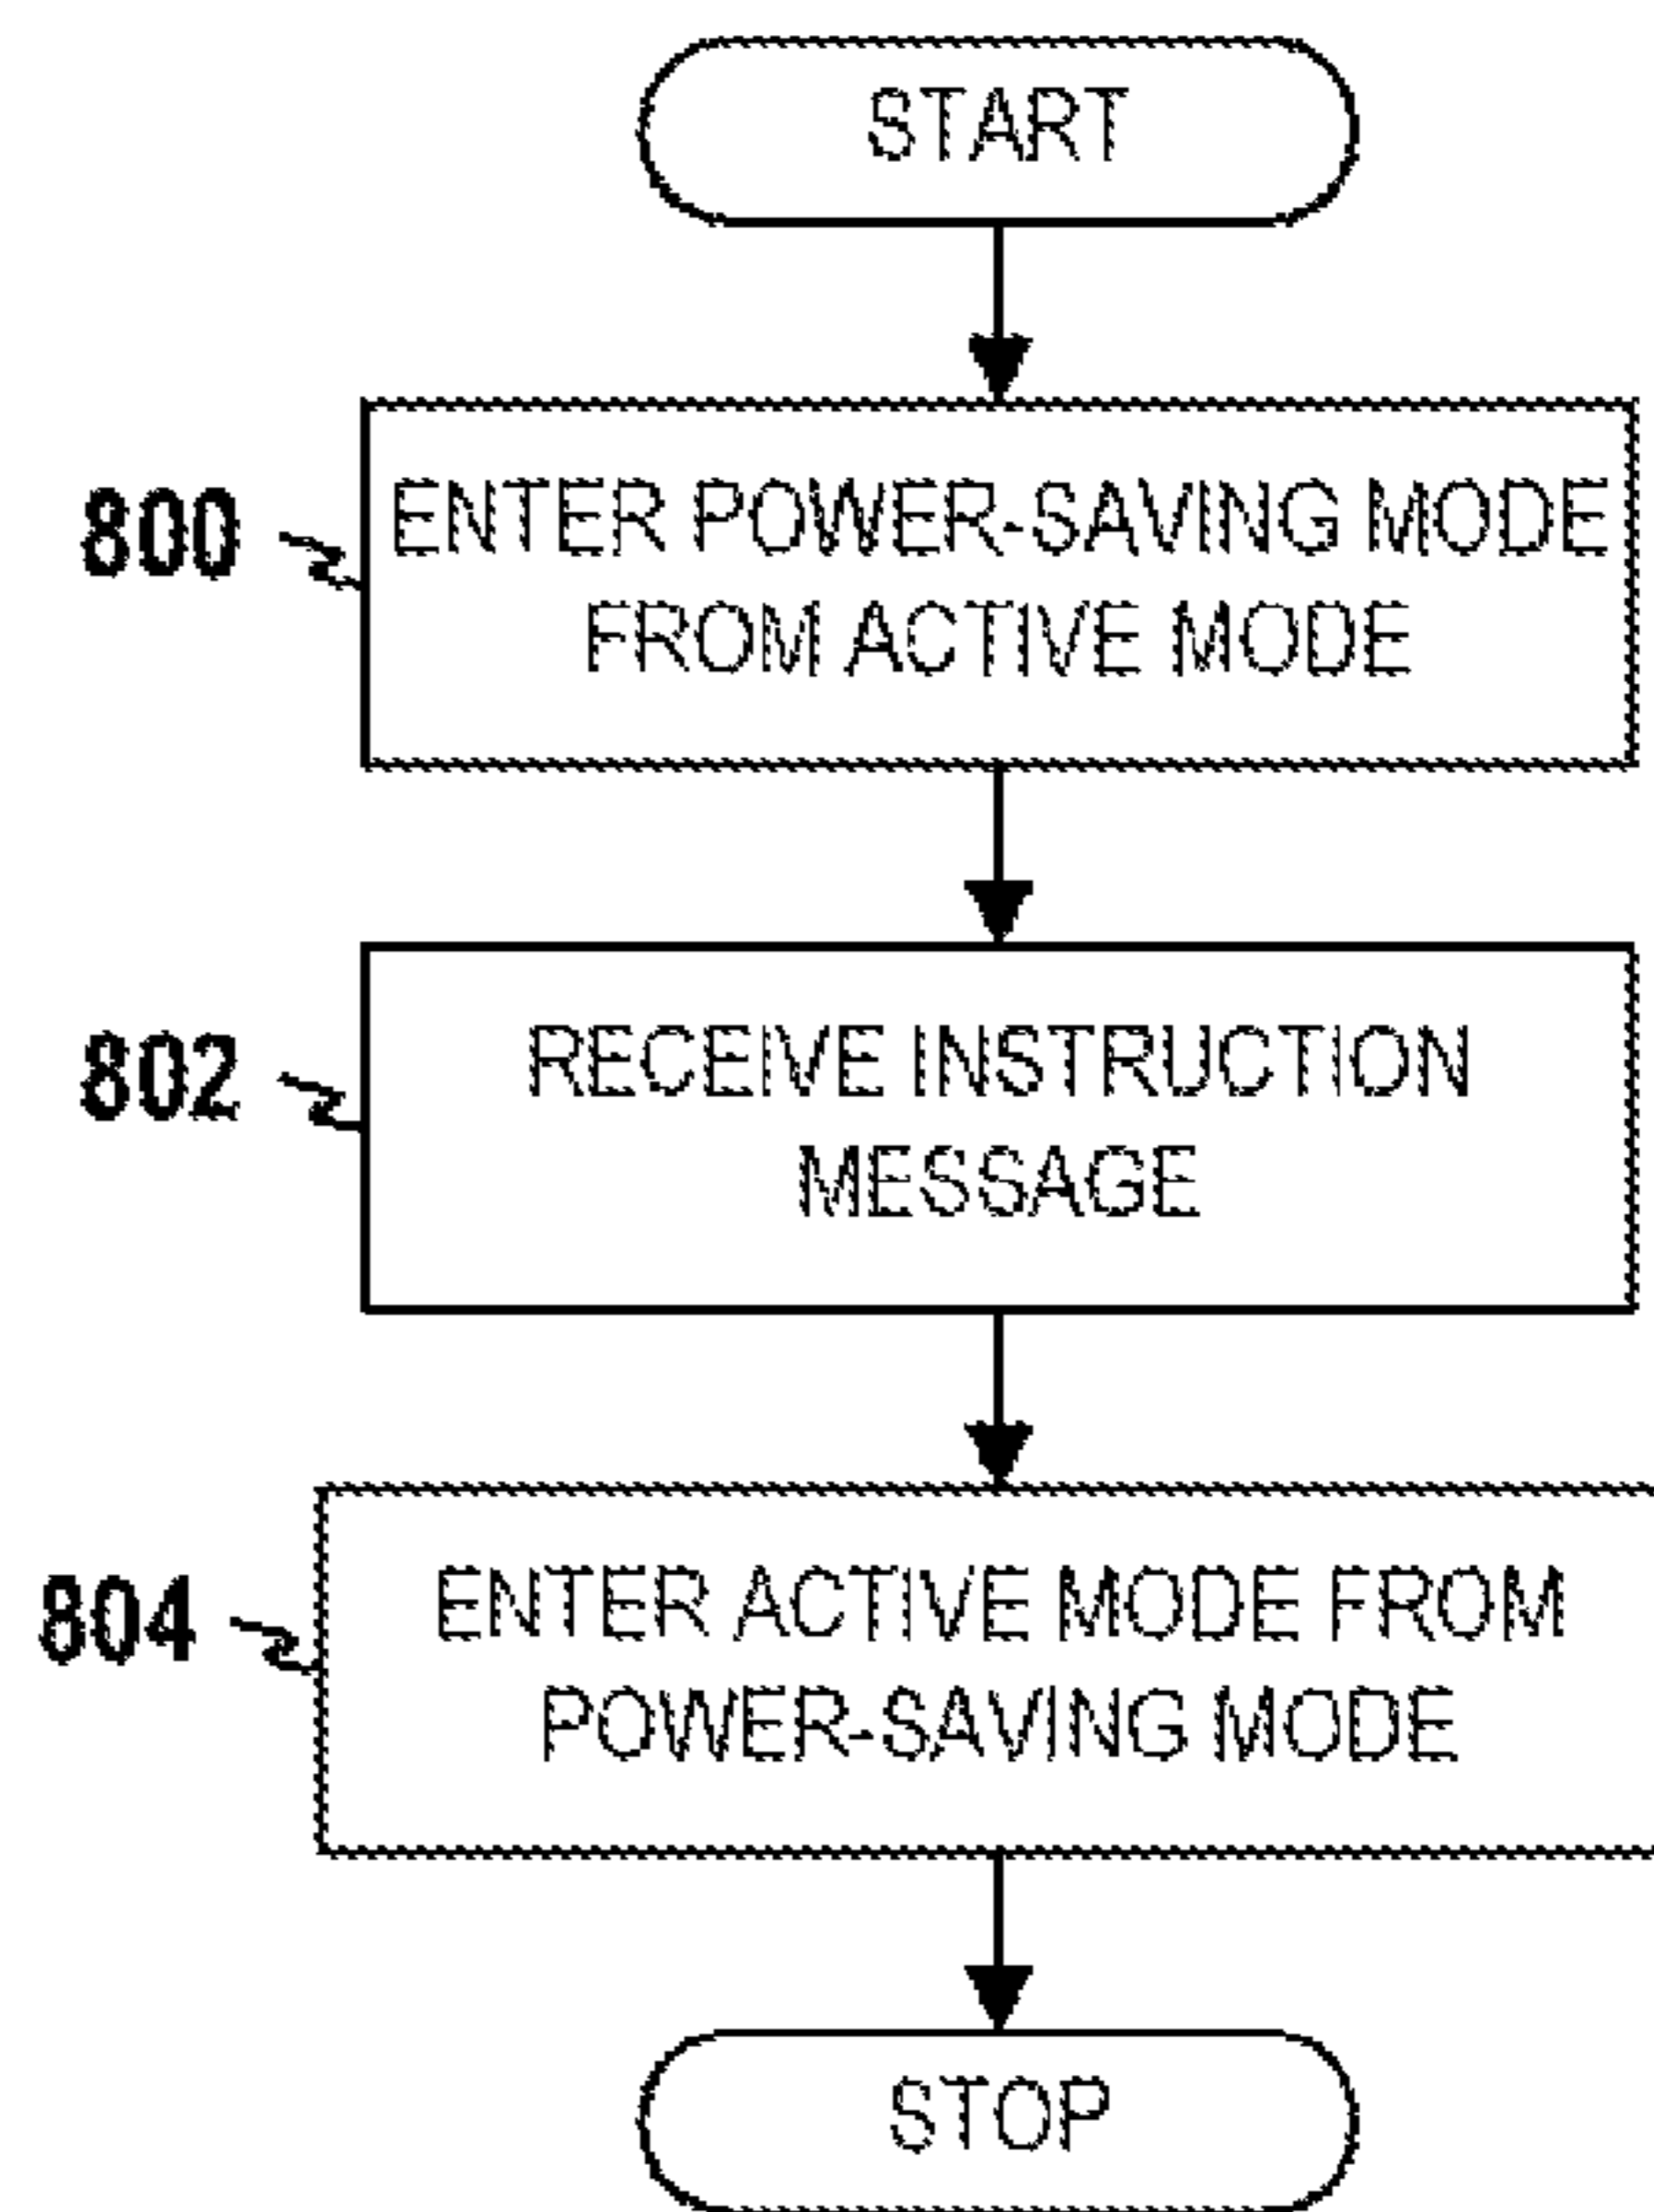 START
800
ENTER POWER-SAVING MODE
FROM ACTIVE MODE
802
RECEIVE INSTRUCTION
MESSAGE
804
ENTER ACTIVE MODE FROM
POWER-SAVING MODE
STOP